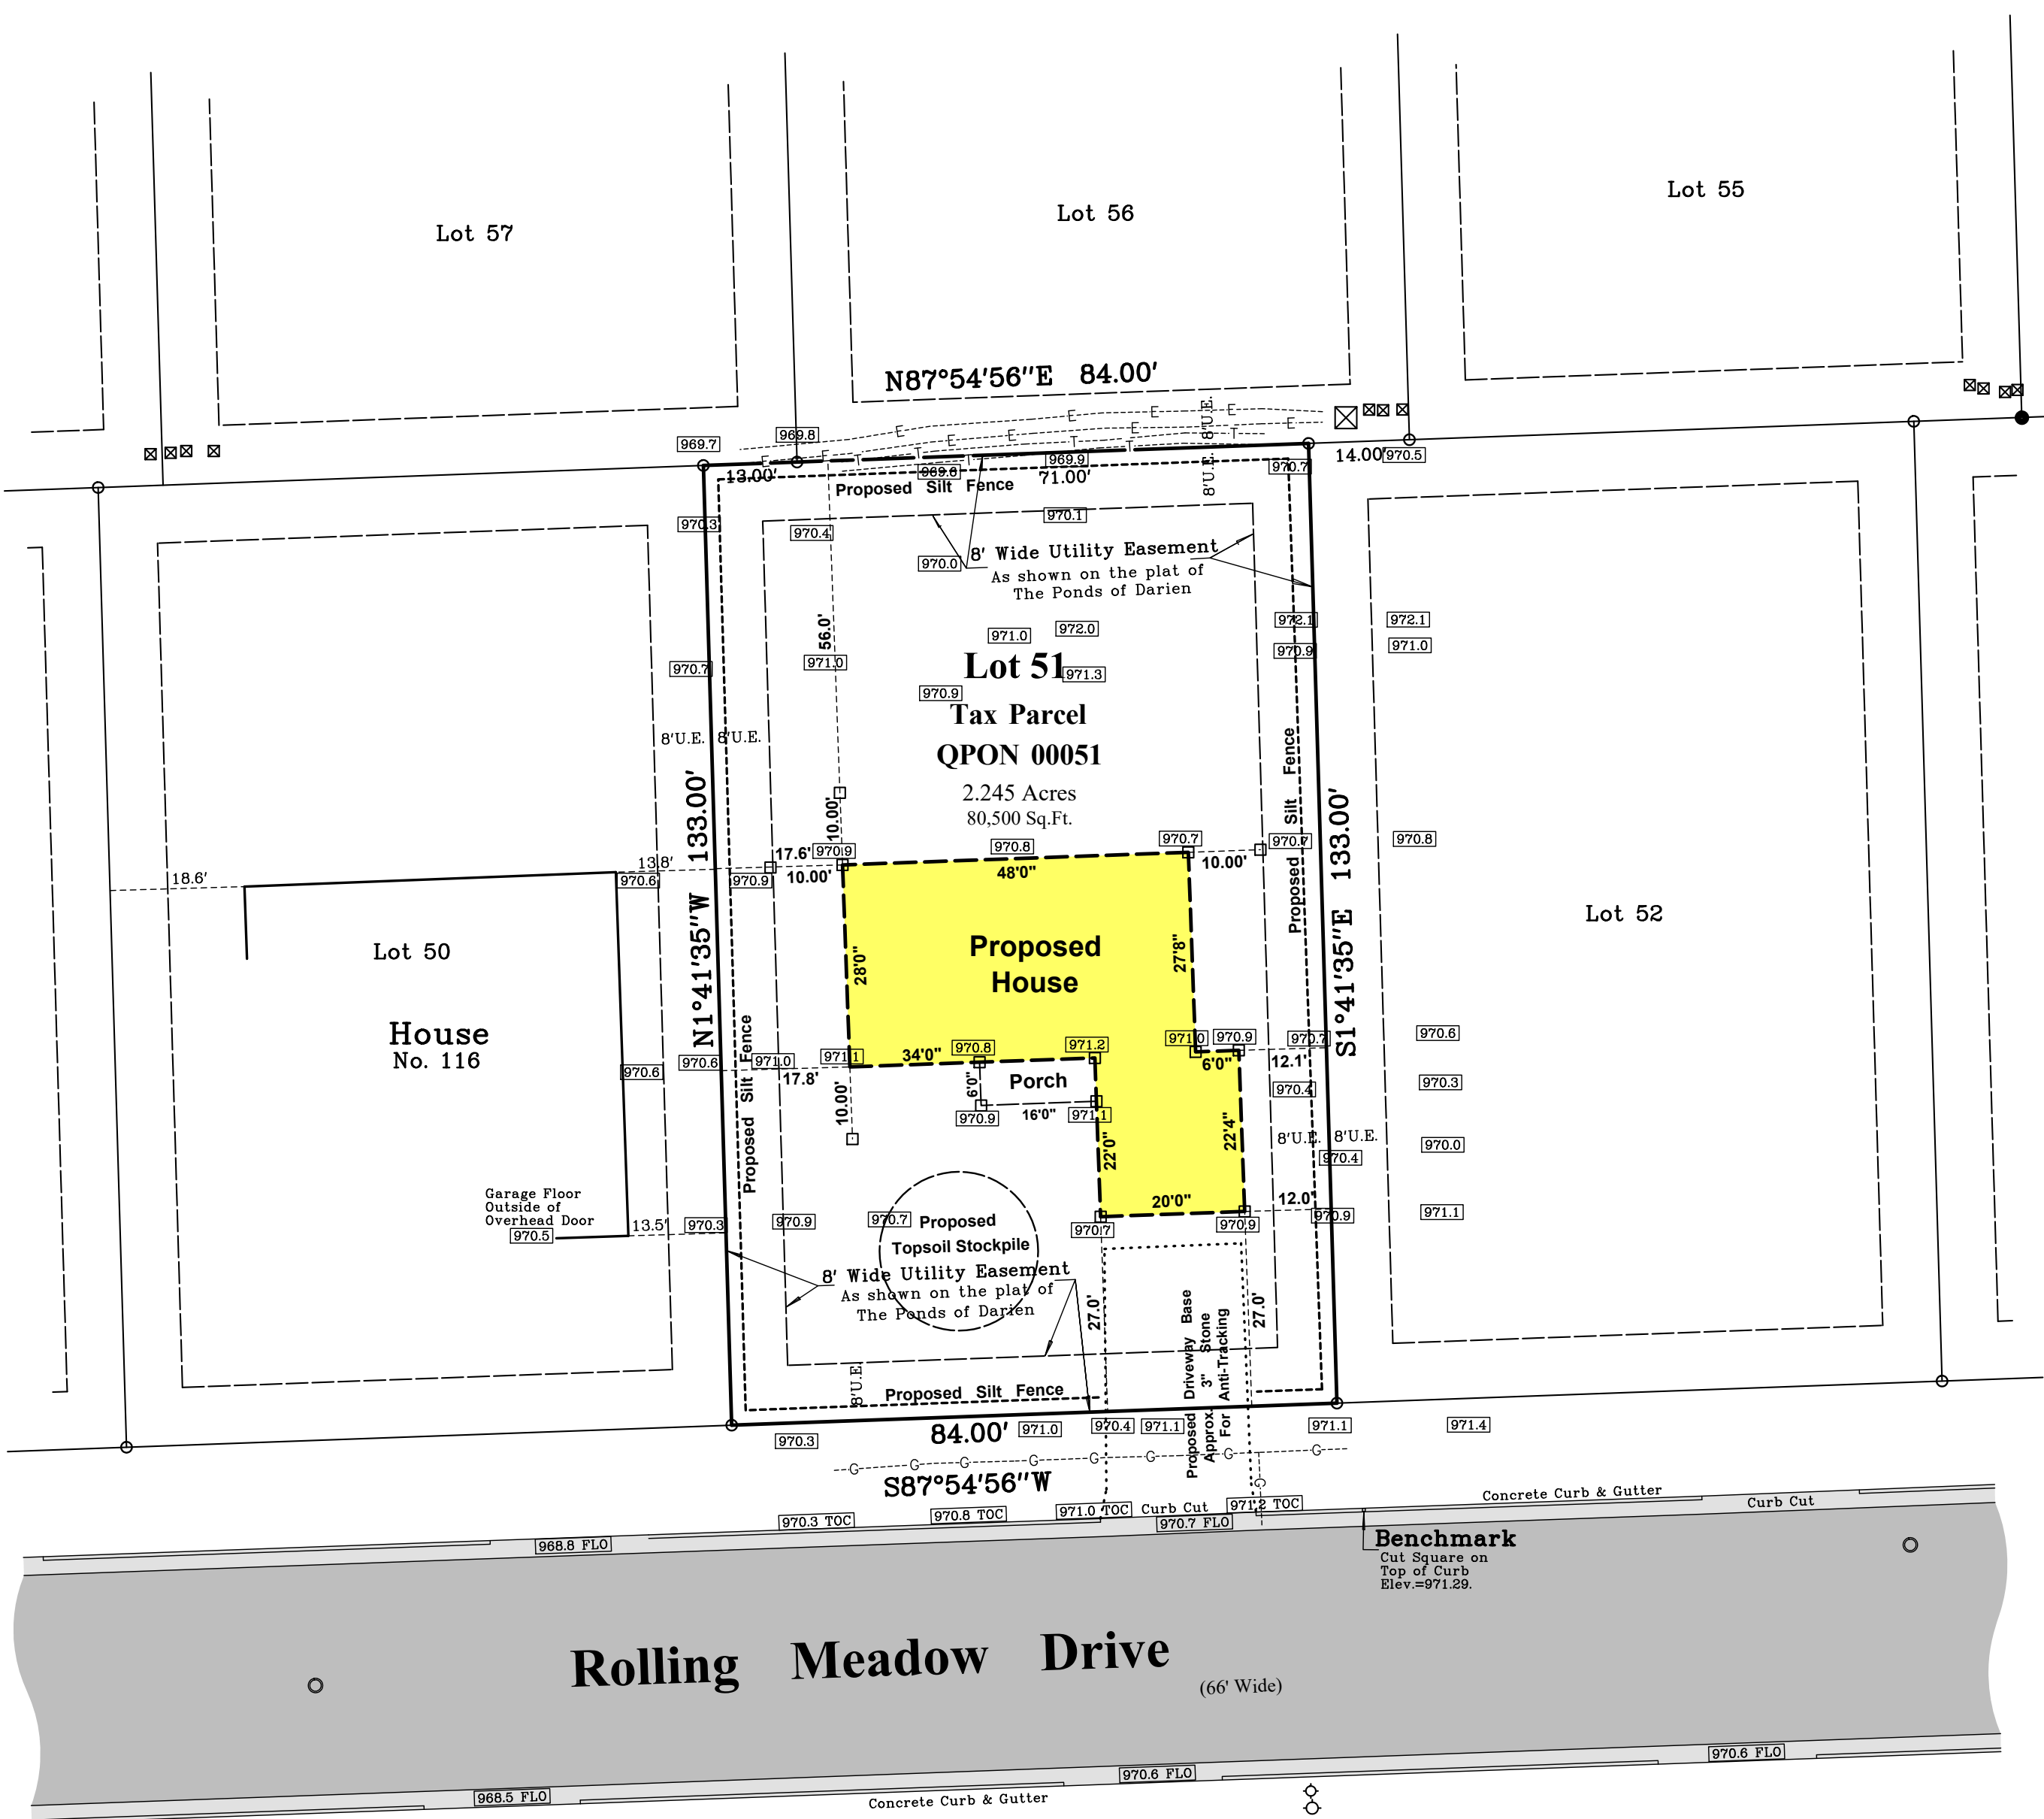 Lot 57
Lot 56
Lot 55
N87°54'56"E 84.00'
8'U.E.
8'U.E.
969.7
969.8
E E E
E E E E
E E
T T T T T
969.6
969.9
970.7
14.00'
970.5
13.00'
71.00'
Proposed Silt Fence
970.3
970.4
970.1
970.0
8' Wide Utility Easement
As shown on the plat of
The Ponds of Darien
56.0'
971.0
972.0
972.1
972.1
970.9
971.0
970.7
971.0
Lot 51
971.3
970.9
Tax Parcel
QPON 00051
2.245 Acres
80,500 Sq.Ft.
8'U.E.
8'U.E.
N1°41'35"W 133.00'
S1°41'35"E 133.00'
Proposed Silt Fence
Proposed Silt Fence
10.00'
18.6'
13.8'
17.6'
970.9
970.8
970.7
970.7
970.8
970.6
970.9
10.00'
48'0"
10.00'
Lot 50
House
No. 116
Lot 52
28'0"
Proposed
House
27'8"
970.6
970.6
971.0
971.1
34'0"
970.8
971.2
971.0
970.9
970.7
970.6
17.8'
6'0"
Porch
6'0"
12.1'
970.4
970.3
10.00'
970.9
16'0"
971.1
22'0"
22'4"
8'U.E.
8'U.E.
970.0
970.4
Garage Floor
Outside of
Overhead Door
970.5
13.5'
970.3
970.9
970.7
Proposed
Topsoil Stockpile
20'0"
12.0'
970.7
970.9
970.9
971.1
8' Wide Utility Easement
As shown on the plat of
The Ponds of Darien
27.0'
27.0'
Proposed Driveway Base
Approx. 3" Stone
For Anti-Tracking
8'U.E.
Proposed Silt Fence
84.00'
970.3
971.0
970.4
971.1
971.1
971.4
G G G G G G G G
G
S87°54'56"W
970.3 TOC
970.8 TOC
971.0 TOC
Curb Cut
971.2 TOC
970.7 FLO
Concrete Curb & Gutter
Curb Cut
968.8 FLO
Benchmark
Cut Square on
Top of Curb
Elev.=971.29.
Rolling Meadow Drive
(66' Wide)
968.5 FLO
Concrete Curb & Gutter
970.6 FLO
970.6 FLO